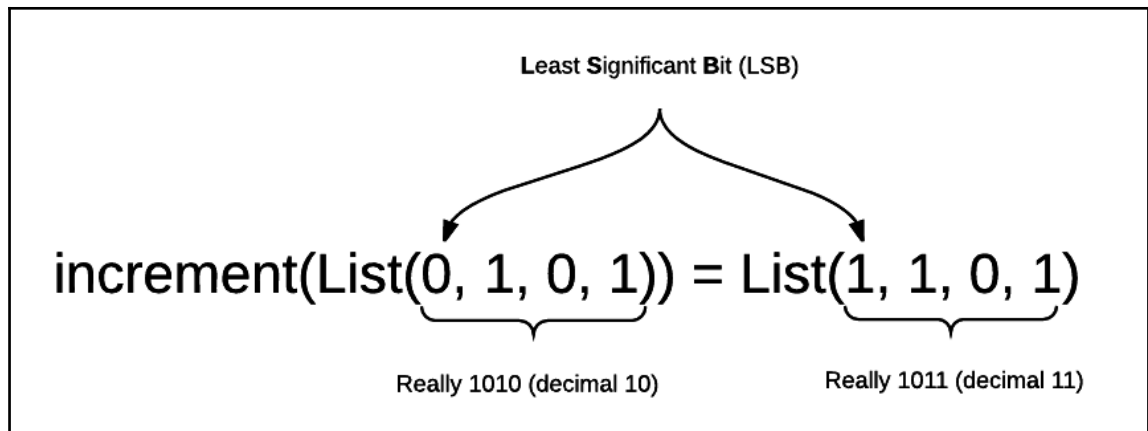 Least Significant Bit (LSB)
increment(List(0, 1, 0, 1)) = List(1, 1, 0, 1)
Really 1010 (decimal 10)
Really 1011 (decimal 11)